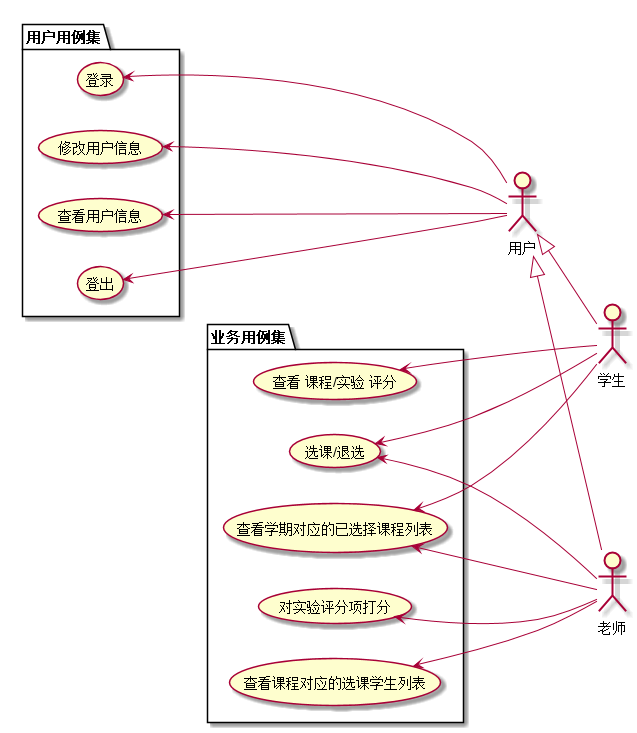 用户用例集
登录
修改用户信息
查看用户信息
登出
用户
业务用例集
查看 课程/实验 评分
选课/退选
查看学期对应的已选择课程列表
对实验评分项打分
查看课程对应的选课学生列表
学生
老师